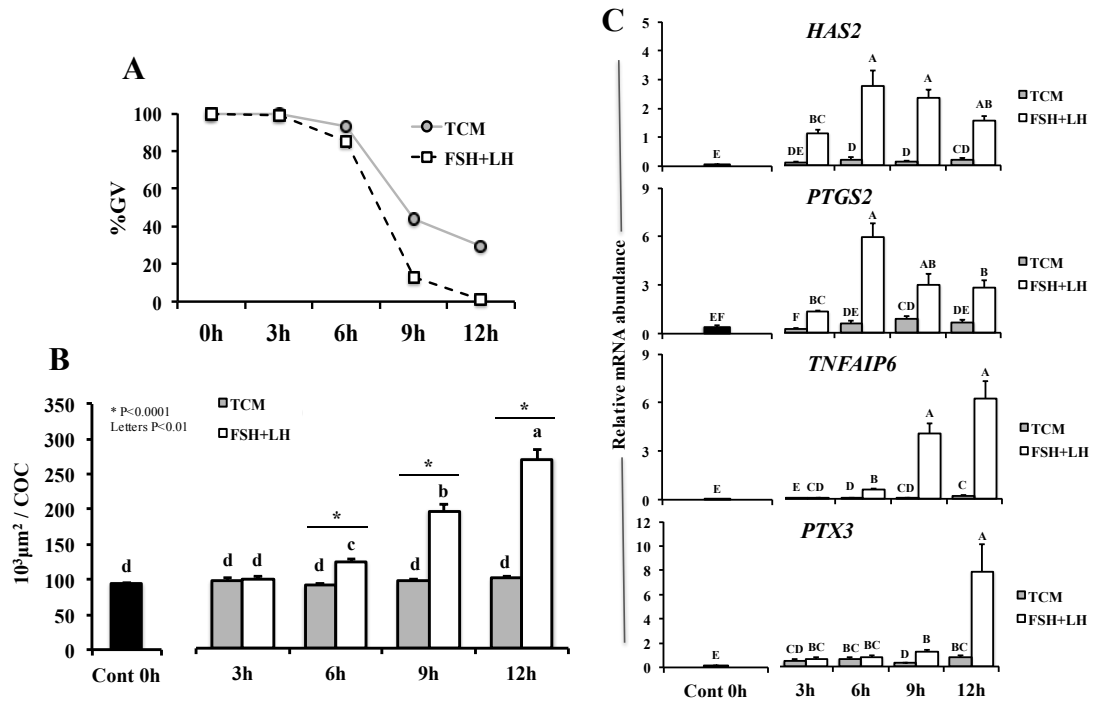 A
100
80
60
40
20
0
%GV
0h 3h 6h 9h 12h
TCM
FSH+LH
B
350
300
250
200
150
100
50
0
10³µm² / COC
* P<0.0001
Letters P<0.01
TCM
FSH+LH
d d d d c d b d a
* * *
Cont 0h 3h 6h 9h 12h
C
Relative mRNA abundance
HAS2
5
4
3
2
1
0
E DE BC D A D A CD AB
TCM
FSH+LH
PTGS2
9
6
3
0
EF F BC DE A CD AB DE B
TCM
FSH+LH
TNFAIP6
9
6
3
0
E E CD D B CD A C A
TCM
FSH+LH
PTX3
12
10
8
6
4
2
0
E CD BC BC BC D B BC A
TCM
FSH+LH
Cont 0h 3h 6h 9h 12h